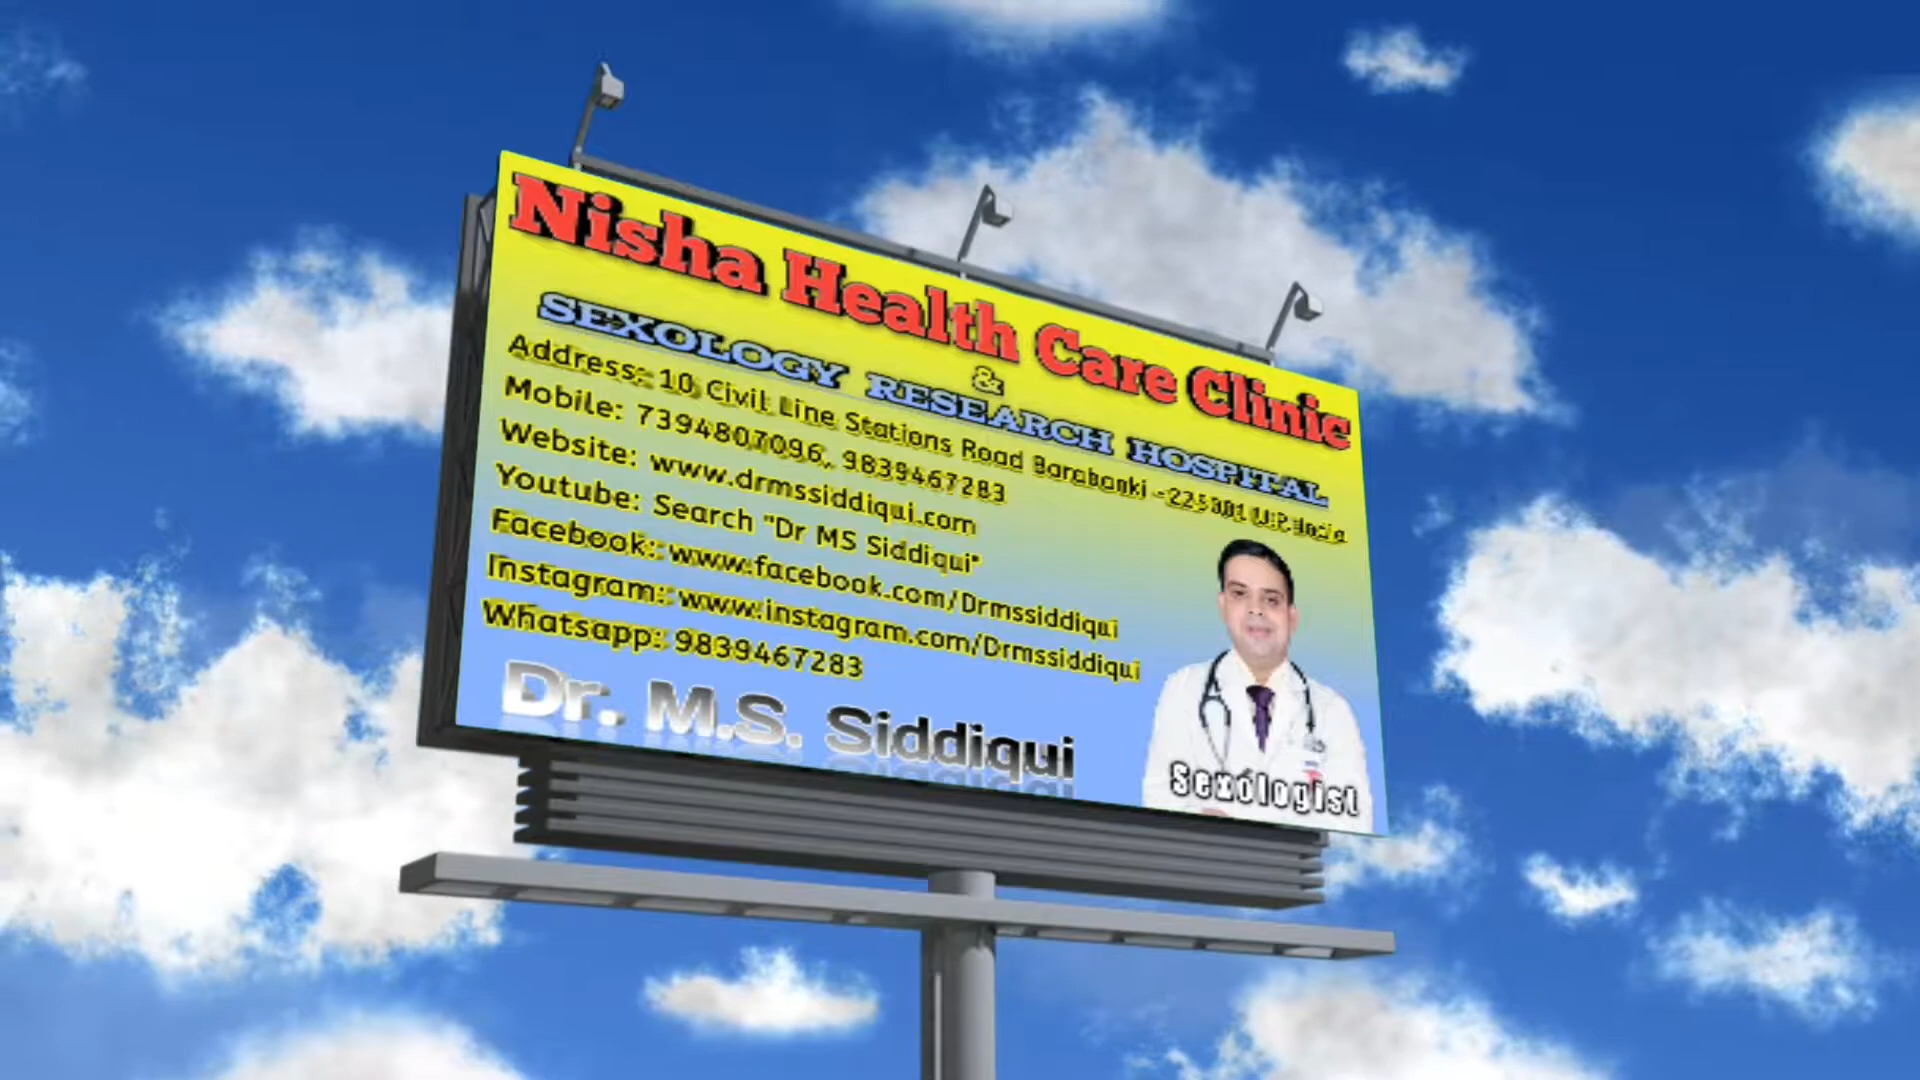 Nisha Health Care Clinic
&
SEXOLOGY RESEARCH HOSPITAL
Address: 10 Civil Line Stations Road Barabanki - 225001 U.P. India
Mobile: 7394807096, 9839467283
Website: www.drmssiddiqui.com
Youtube: Search "Dr MS Siddiqui"
Facebook: www.facebook.com/Drmssiddiqui
Instagram: www.instagram.com/Drmssiddiqui
Whatsapp: 9839467283
Dr. M.S. Siddiqui
Sexologist